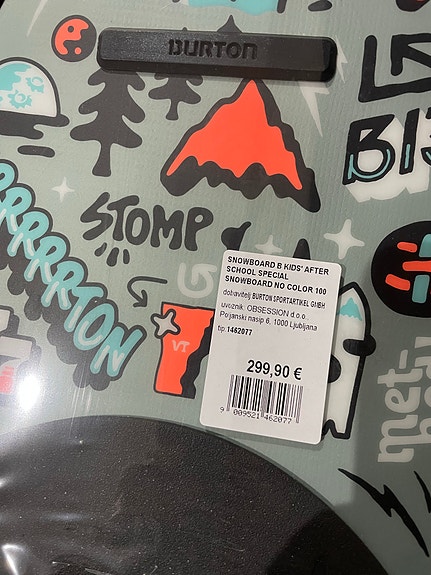 BURTON
STOMP
RRRRRTON
VT
SNOWBOARD B KIDS' AFTER
SCHOOL SPECIAL
SNOWBOARD NO COLOR 100
dobavitelj BURTON SPORTARTIKEL GMBH
uvoznik: OBSESSION d.o.o.
Pojanski nasip 6, 1000 Ljubljana
tip: 1462077
299,90 €
9 009521 462077
met-